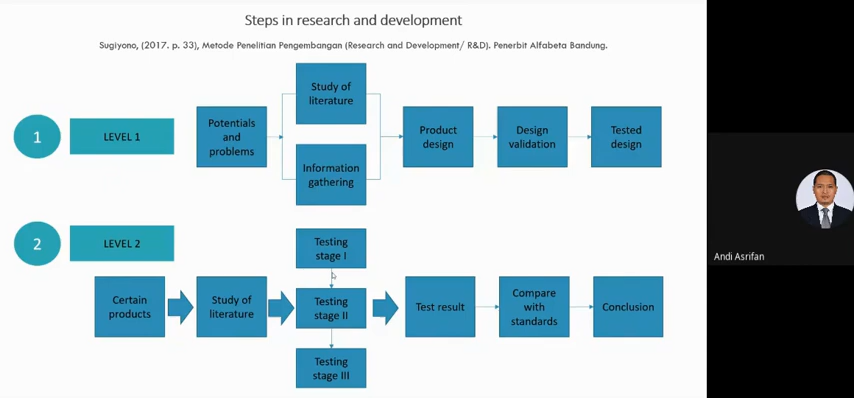 Steps in research and development
Sugiyono, (2017. p. 33), Metode Penelitian Pengembangan (Research and Development/ R&D). Penerbit Alfabeta Bandung.
1
LEVEL 1
Potentials
and
problems
Study of
literature
Information
gathering
Product
design
Design
validation
Tested
design
2
LEVEL 2
Certain
products
Study of
literature
Testing
stage I
Testing
stage II
Testing
stage III
Test result
Compare
with
standards
Conclusion
Andi Asrifan